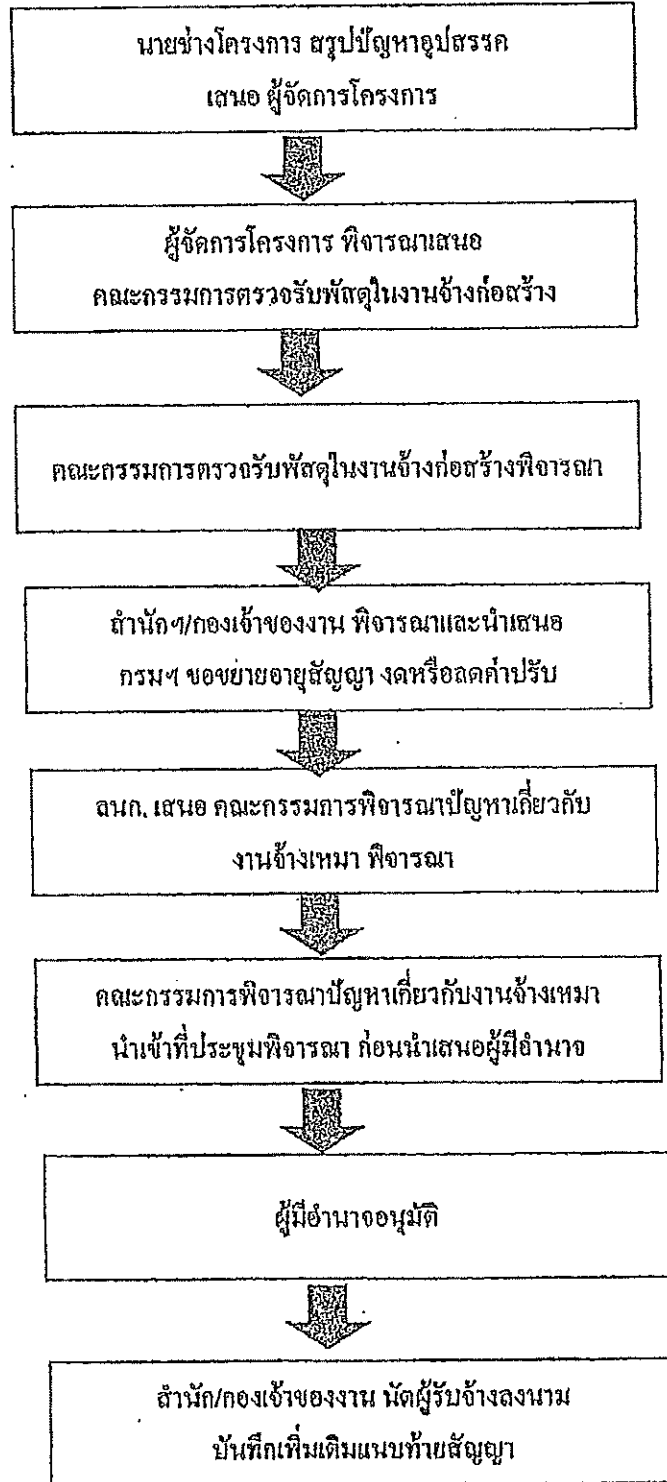 นายช่างโครงการ สรุปปัญหาอุปสรรค
เสนอ ผู้จัดการโครงการ
ผู้จัดการโครงการ พิจารณาเสนอ
คณะกรรมการตรวจรับพัสดุในงานจ้างก่อสร้าง
คณะกรรมการตรวจรับพัสดุในงานจ้างก่อสร้างพิจารณา
สำนักฯ/กองเจ้าของงาน พิจารณาและนำเสนอ
กรมฯ ขอขยายอายุสัญญา งดหรือลดค่าปรับ
ลนก. เสนอ คณะกรรมการพิจารณาปัญหาเกี่ยวกับ
งานจ้างเหมา พิจารณา
คณะกรรมการพิจารณาปัญหาเกี่ยวกับงานจ้างเหมา
นำเข้าที่ประชุมพิจารณา ก่อนนำเสนอผู้มีอำนาจ
ผู้มีอำนาจอนุมัติ
สำนัก/กองเจ้าของงาน นัดผู้รับจ้างลงนาม
บันทึกเพิ่มเติมแนบท้ายสัญญา